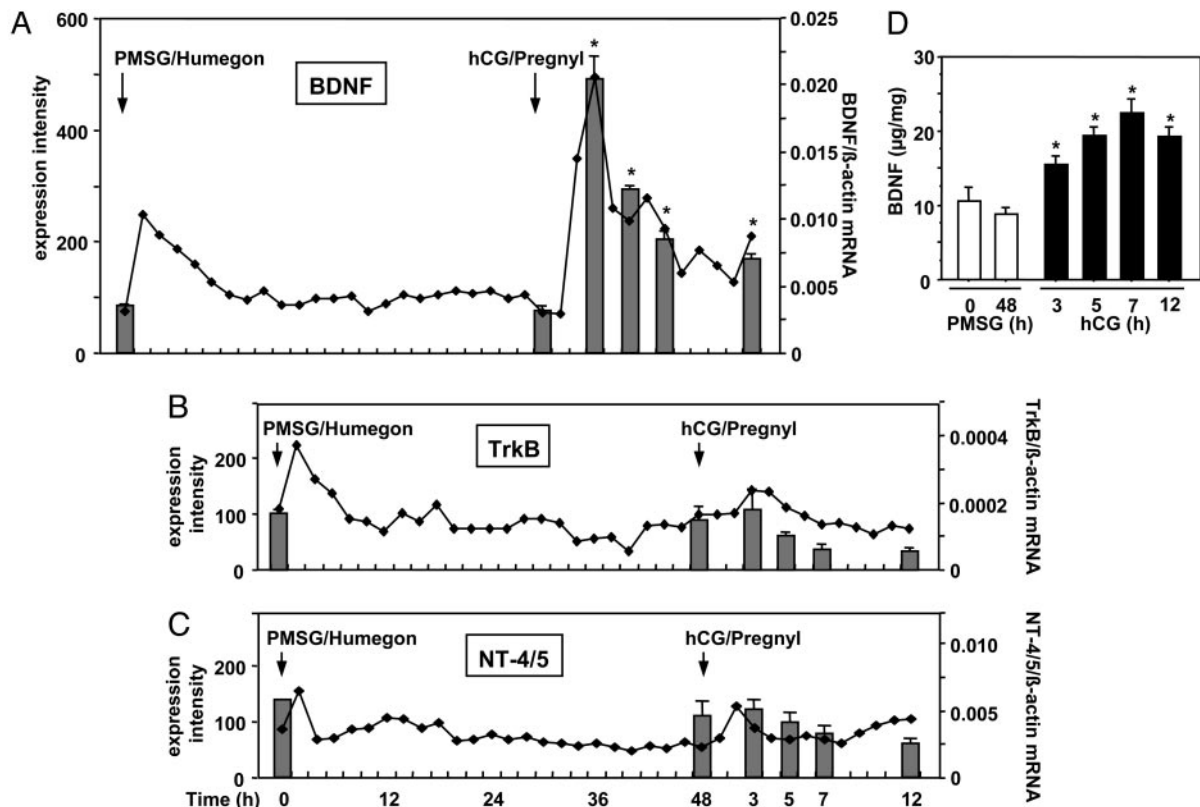 A
PMSG/Humegon
BDNF
hCG/Pregnyl
expression intensity
600
400
200
100
0
BDNF/ß-actin mRNA
0.025
0.020
0.015
0.010
0.005
0
*
*
*
*
D
BDNF (µg/mg)
30
20
10
0
*
*
*
*
0 48 3 5 7 12
PMSG (h) hCG (h)
B
PMSG/Humegon
TrkB
hCG/Pregnyl
expression
intensity
200
100
0
TrkB/ß-actin mRNA
0.0004
0.0002
0
C
PMSG/Humegon
NT-4/5
hCG/Pregnyl
expression
intensity
200
100
0
NT-4/5/ß-actin mRNA
0.010
0.005
0
Time (h) 0 12 24 36 48 3 5 7 12